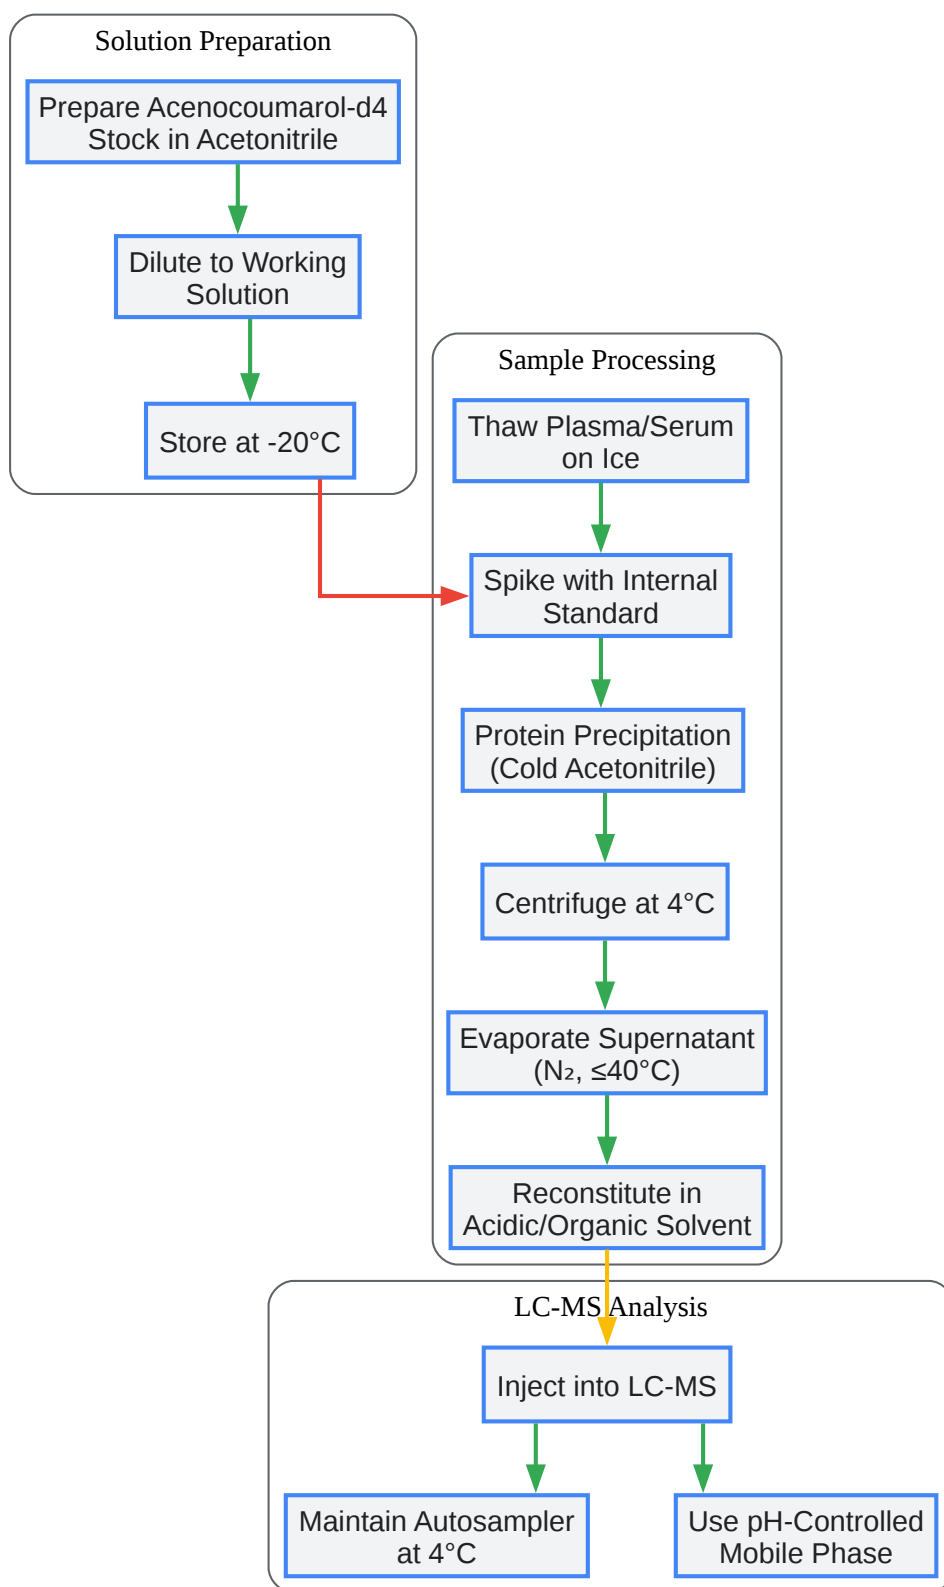 Solution Preparation
Prepare Acenocoumarol-d4
Stock in Acetonitrile
Dilute to Working
Solution
Store at -20°C
Sample Processing
Thaw Plasma/Serum
on Ice
Spike with Internal
Standard
Protein Precipitation
(Cold Acetonitrile)
Centrifuge at 4°C
Evaporate Supernatant
(N₂, ≤40°C)
Reconstitute in
Acidic/Organic Solvent
LC-MS Analysis
Inject into LC-MS
Maintain Autosampler
at 4°C
Use pH-Controlled
Mobile Phase